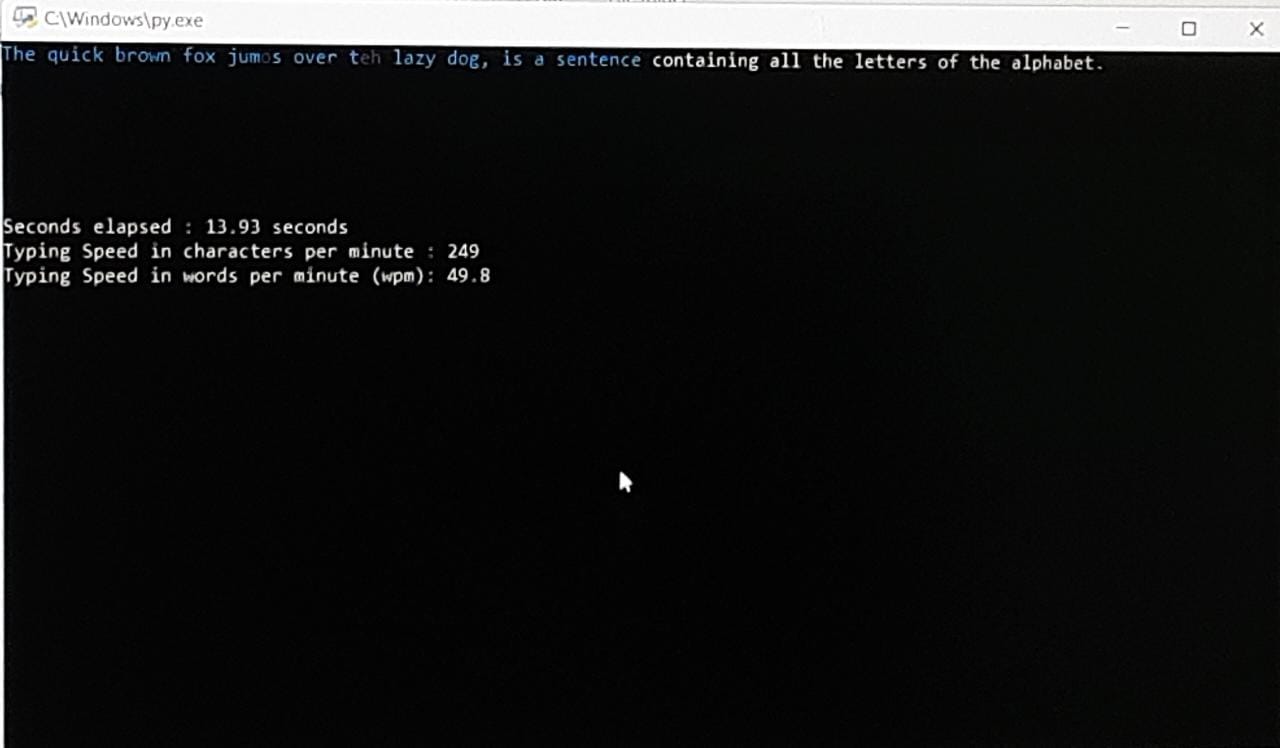 C:\Windows\py.exe
The quick brown fox jumos over teh lazy dog, is a sentence containing all the letters of the alphabet.
Seconds elapsed : 13.93 seconds
Typing Speed in characters per minute : 249
Typing Speed in words per minute (wpm): 49.8